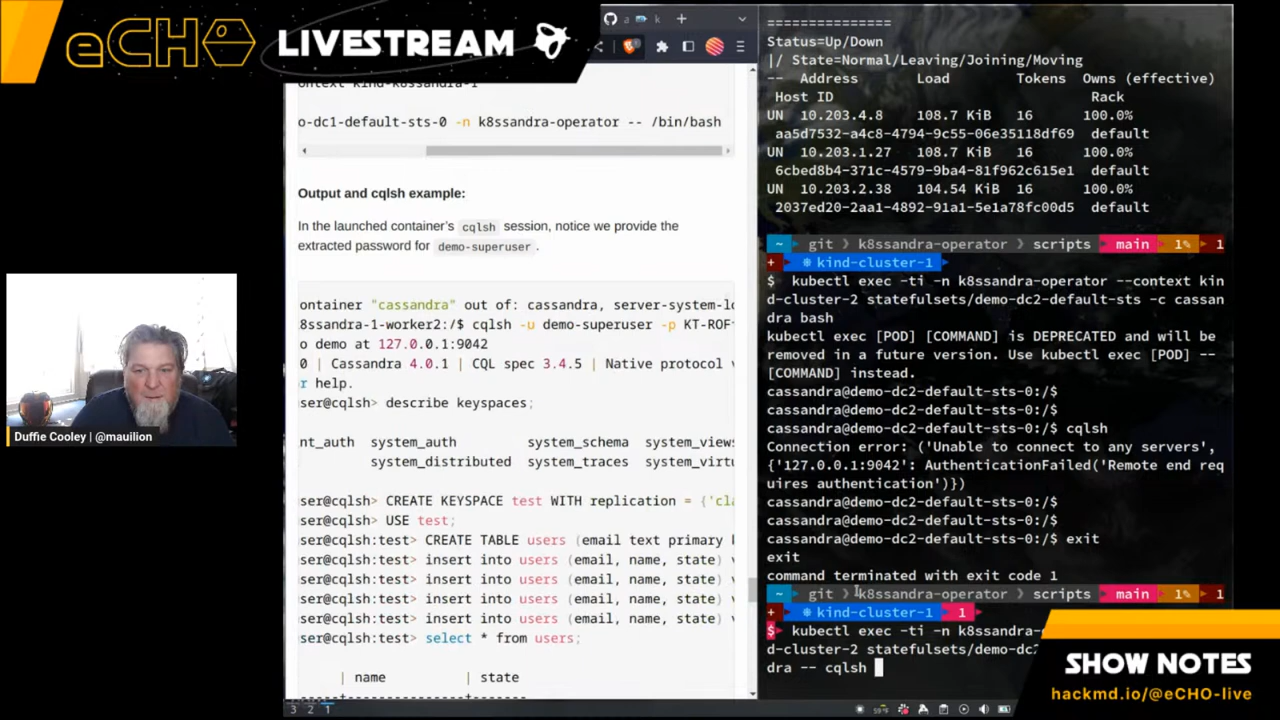 eCHO LIVESTREAM
Duffie Cooley | @mauilion
a k
o-dc1-default-sts-0 -n k8ssandra-operator -- /bin/bash
Output and cqlsh example:
In the launched container's cqlsh session, notice we provide the
extracted password for demo-superuser.
ontainer "cassandra" out of: cassandra, server-system-lo
8ssandra-1-worker2:/$ cqlsh -u demo-superuser -p KT-ROF
o demo at 127.0.0.1:9042
0 | Cassandra 4.0.1 | CQL spec 3.4.5 | Native protocol v
r help.
ser@cqlsh> describe keyspaces;
nt_auth system_auth system_schema system_views
system_distributed system_traces system_virtu
ser@cqlsh> CREATE KEYSPACE test WITH replication = {'cla
ser@cqlsh> USE test;
ser@cqlsh:test> CREATE TABLE users (email text primary k
ser@cqlsh:test> insert into users (email, name, state) v
ser@cqlsh:test> insert into users (email, name, state) v
ser@cqlsh:test> insert into users (email, name, state) v
ser@cqlsh:test> insert into users (email, name, state) v
ser@cqlsh:test> select * from users;
| name | state
3 2 1
===============
Status=Up/Down
|/ State=Normal/Leaving/Joining/Moving
-- Address Load Tokens Owns (effective)
Host ID Rack
UN 10.203.4.8 108.7 KiB 16 100.0%
aa5d7532-a4c8-4794-9c55-06e35118df69 default
UN 10.203.1.27 108.7 KiB 16 100.0%
6cbed8b4-371c-4579-9ba4-81f962c615e1 default
UN 10.203.2.38 104.54 KiB 16 100.0%
2037ed20-2aa1-4892-91a1-5e1a78fc00d5 default
~ git k8ssandra-operator scripts main 1% 1
+ kind-cluster-1
$ kubectl exec -ti -n k8ssandra-operator --context kin
d-cluster-2 statefulsets/demo-dc2-default-sts -c cassan
dra bash
kubectl exec [POD] [COMMAND] is DEPRECATED and will be
removed in a future version. Use kubectl exec [POD] --
[COMMAND] instead.
cassandra@demo-dc2-default-sts-0:/$
cassandra@demo-dc2-default-sts-0:/$
cassandra@demo-dc2-default-sts-0:/$ cqlsh
Connection error: ('Unable to connect to any servers',
{'127.0.0.1:9042': AuthenticationFailed('Remote end req
uires authentication')})
cassandra@demo-dc2-default-sts-0:/$
cassandra@demo-dc2-default-sts-0:/$
cassandra@demo-dc2-default-sts-0:/$ exit
exit
command terminated with exit code 1
~ git k8ssandra-operator scripts main 1% 1
+ kind-cluster-1 1
$ kubectl exec -ti -n k8ssandra-
d-cluster-2 statefulsets/demo-dc2
dra -- cqlsh
SHOW NOTES
hackmd.io/@eCHO-live